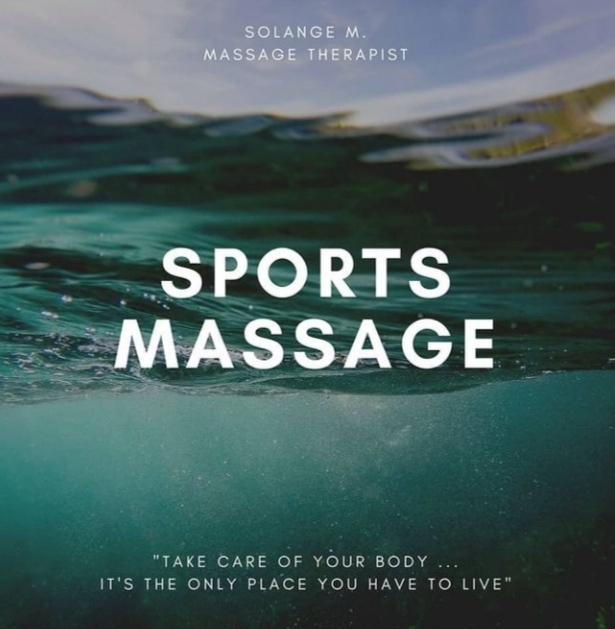 SOLANGE M.
MASSAGE THERAPIST
SPORTS
MASSAGE
"TAKE CARE OF YOUR BODY ...
IT'S THE ONLY PLACE YOU HAVE TO LIVE"